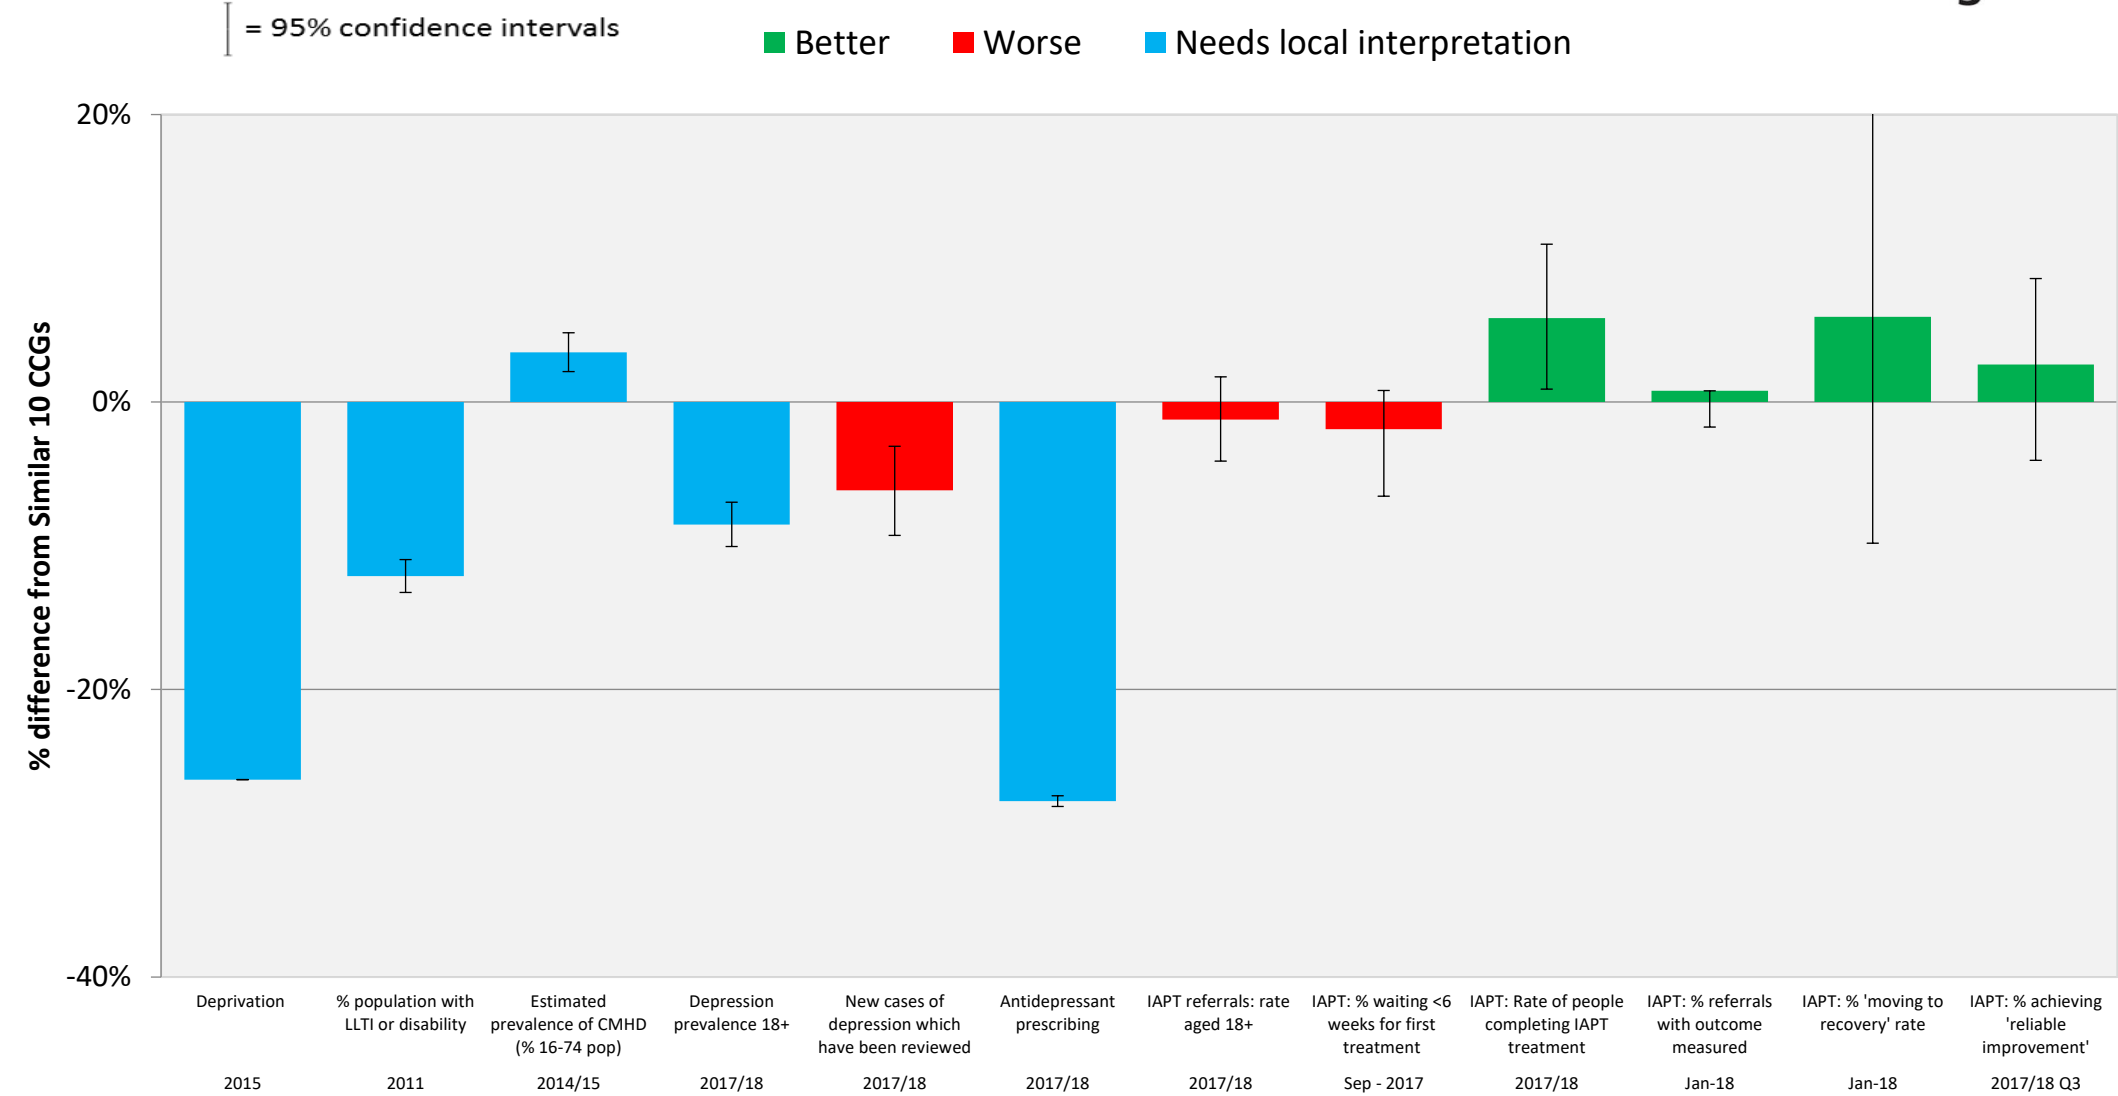 = 95% confidence intervals
Better Worse Needs local interpretation
% difference from Similar 10 CCGs
20%
0%
-20%
-40%
Deprivation
2015
% population with
LLTI or disability
2011
Estimated
prevalence of CMHD
(% 16-74 pop)
2014/15
Depression
prevalence 18+
2017/18
New cases of
depression which
have been reviewed
2017/18
Antidepressant
prescribing
2017/18
IAPT referrals: rate
aged 18+
2017/18
IAPT: % waiting <6
weeks for first
treatment
Sep - 2017
IAPT: Rate of people
completing IAPT
treatment
2017/18
IAPT: % referrals
with outcome
measured
Jan-18
IAPT: % 'moving to
recovery' rate
Jan-18
IAPT: % achieving
'reliable
improvement'
2017/18 Q3